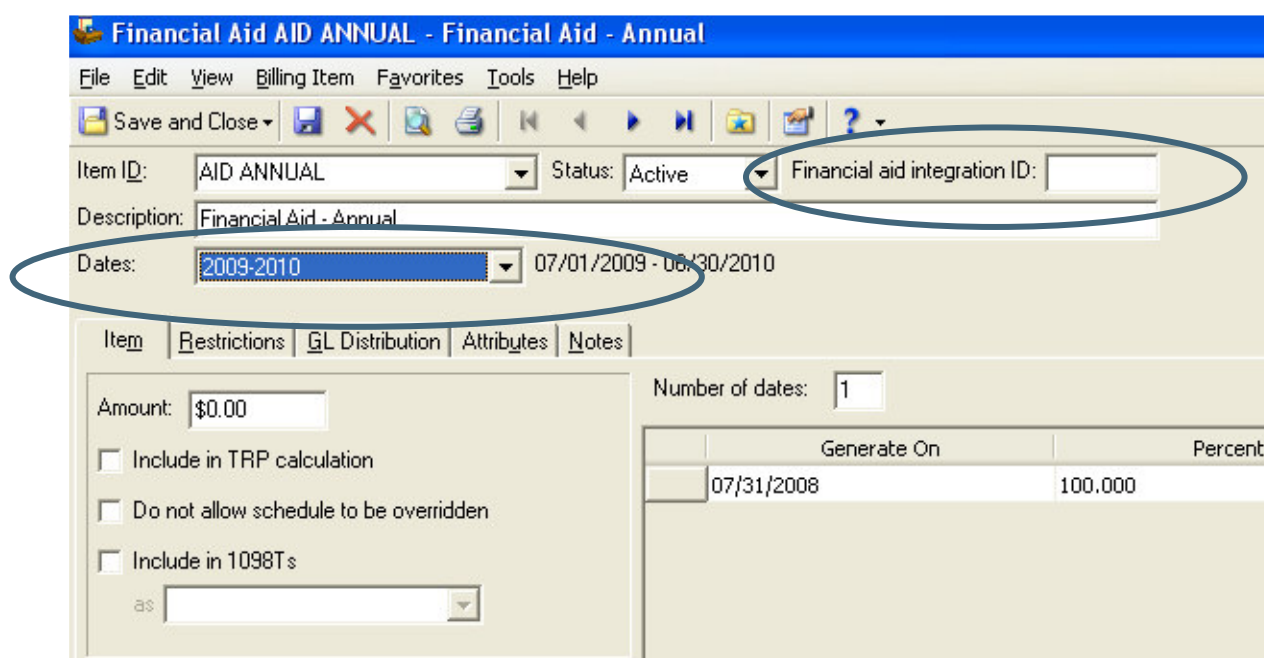 Financial Aid AID ANNUAL - Financial Aid - Annual
File Edit View Billing Item Favorites Tools Help
Save and Close ?
Item ID: AID ANNUAL Status: Active Financial aid integration ID:
Description: Financial Aid - Annual
Dates: 2009-2010 07/01/2009 - 06/30/2010
Item Restrictions GL Distribution Attributes Notes
Amount: $0.00 Number of dates: 1
Generate On Percent
Include in TRP calculation
07/31/2008 100.000
Do not allow schedule to be overridden
Include in 1098Ts
as